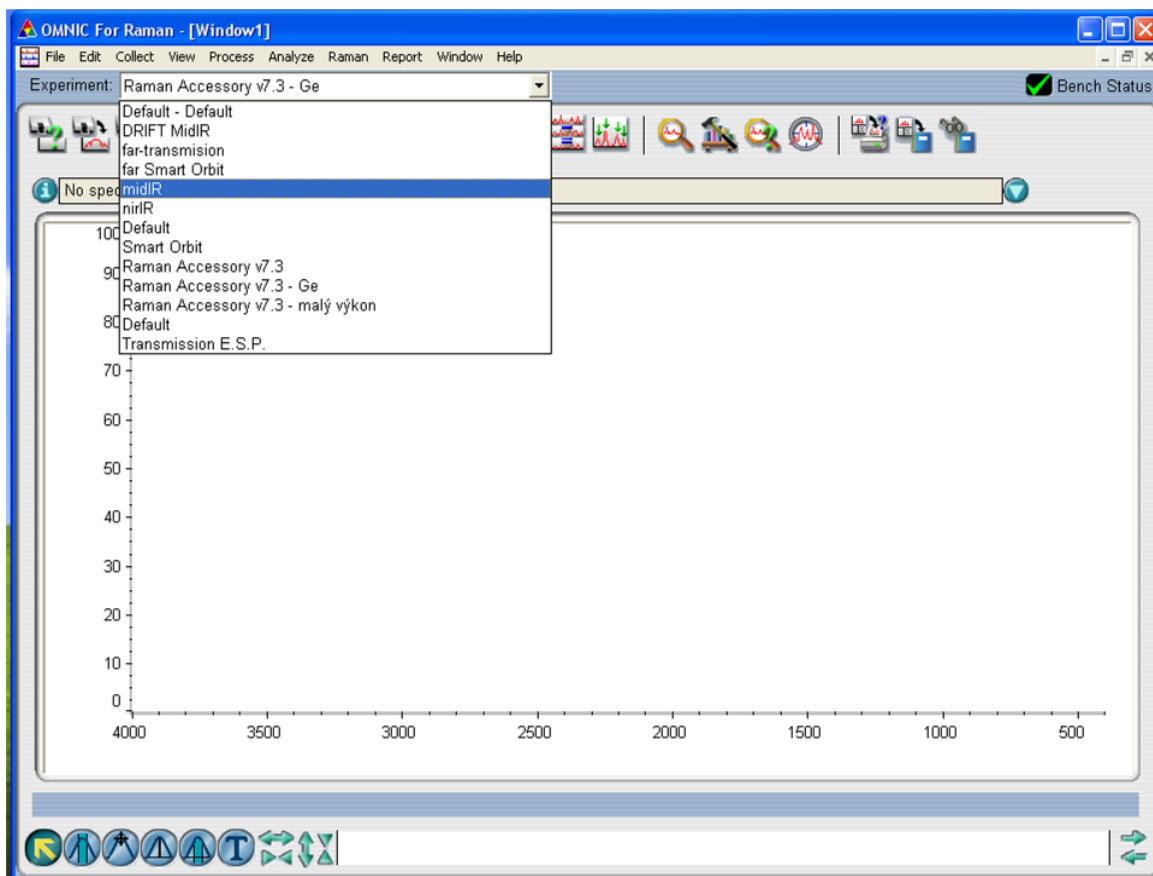 OMNIC For Raman - [Window1]
File Edit Collect View Process Analyze Raman Report Window Help
Experiment: Raman Accessory v7.3 - Ge
Bench Status
Default - Default
DRIFT MidIR
far-transmision
far Smart Orbit
No spec
midIR
nirIR
Default
Smart Orbit
Raman Accessory v7.3
Raman Accessory v7.3 - Ge
Raman Accessory v7.3 - malý výkon
Default
Transmission E.S.P.
100
90
80
70
60
50
40
30
20
10
0
4000 3500 3000 2500 2000 1500 1000 500
T